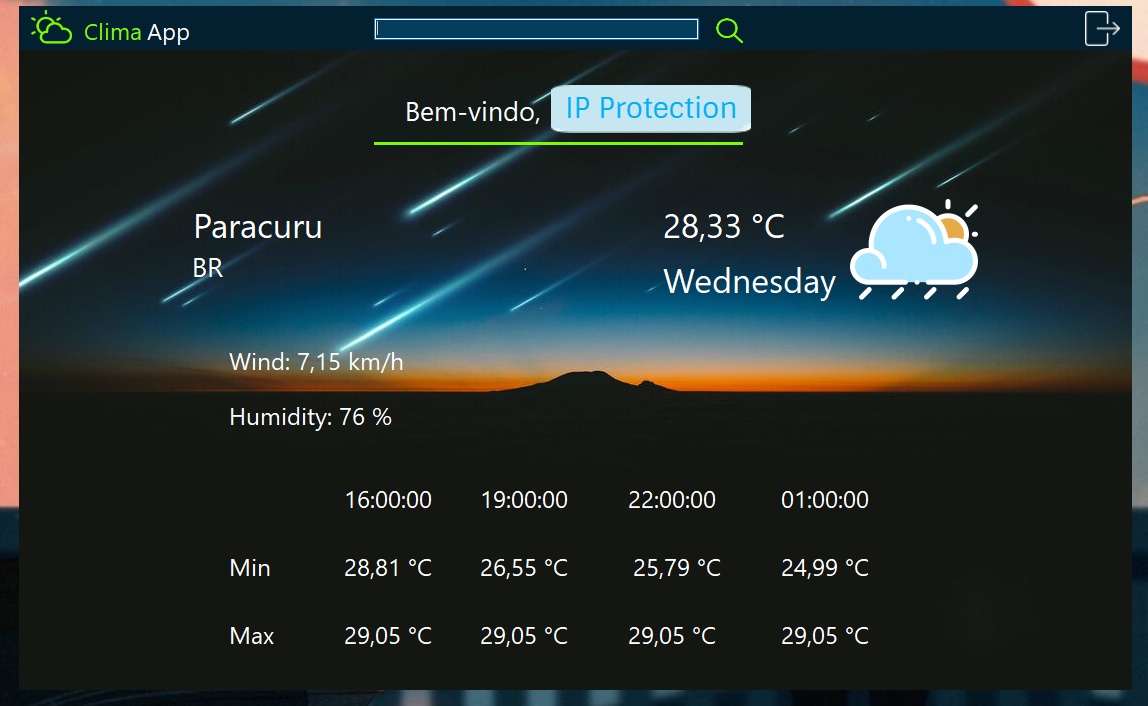 Clima App
Bem-vindo, IP Protection
Paracuru
28,33 °C
BR
Wednesday
Wind: 7,15 km/h
Humidity: 76 %
16:00:00 19:00:00 22:00:00 01:00:00
Min 28,81 °C 26,55 °C 25,79 °C 24,99 °C
Max 29,05 °C 29,05 °C 29,05 °C 29,05 °C